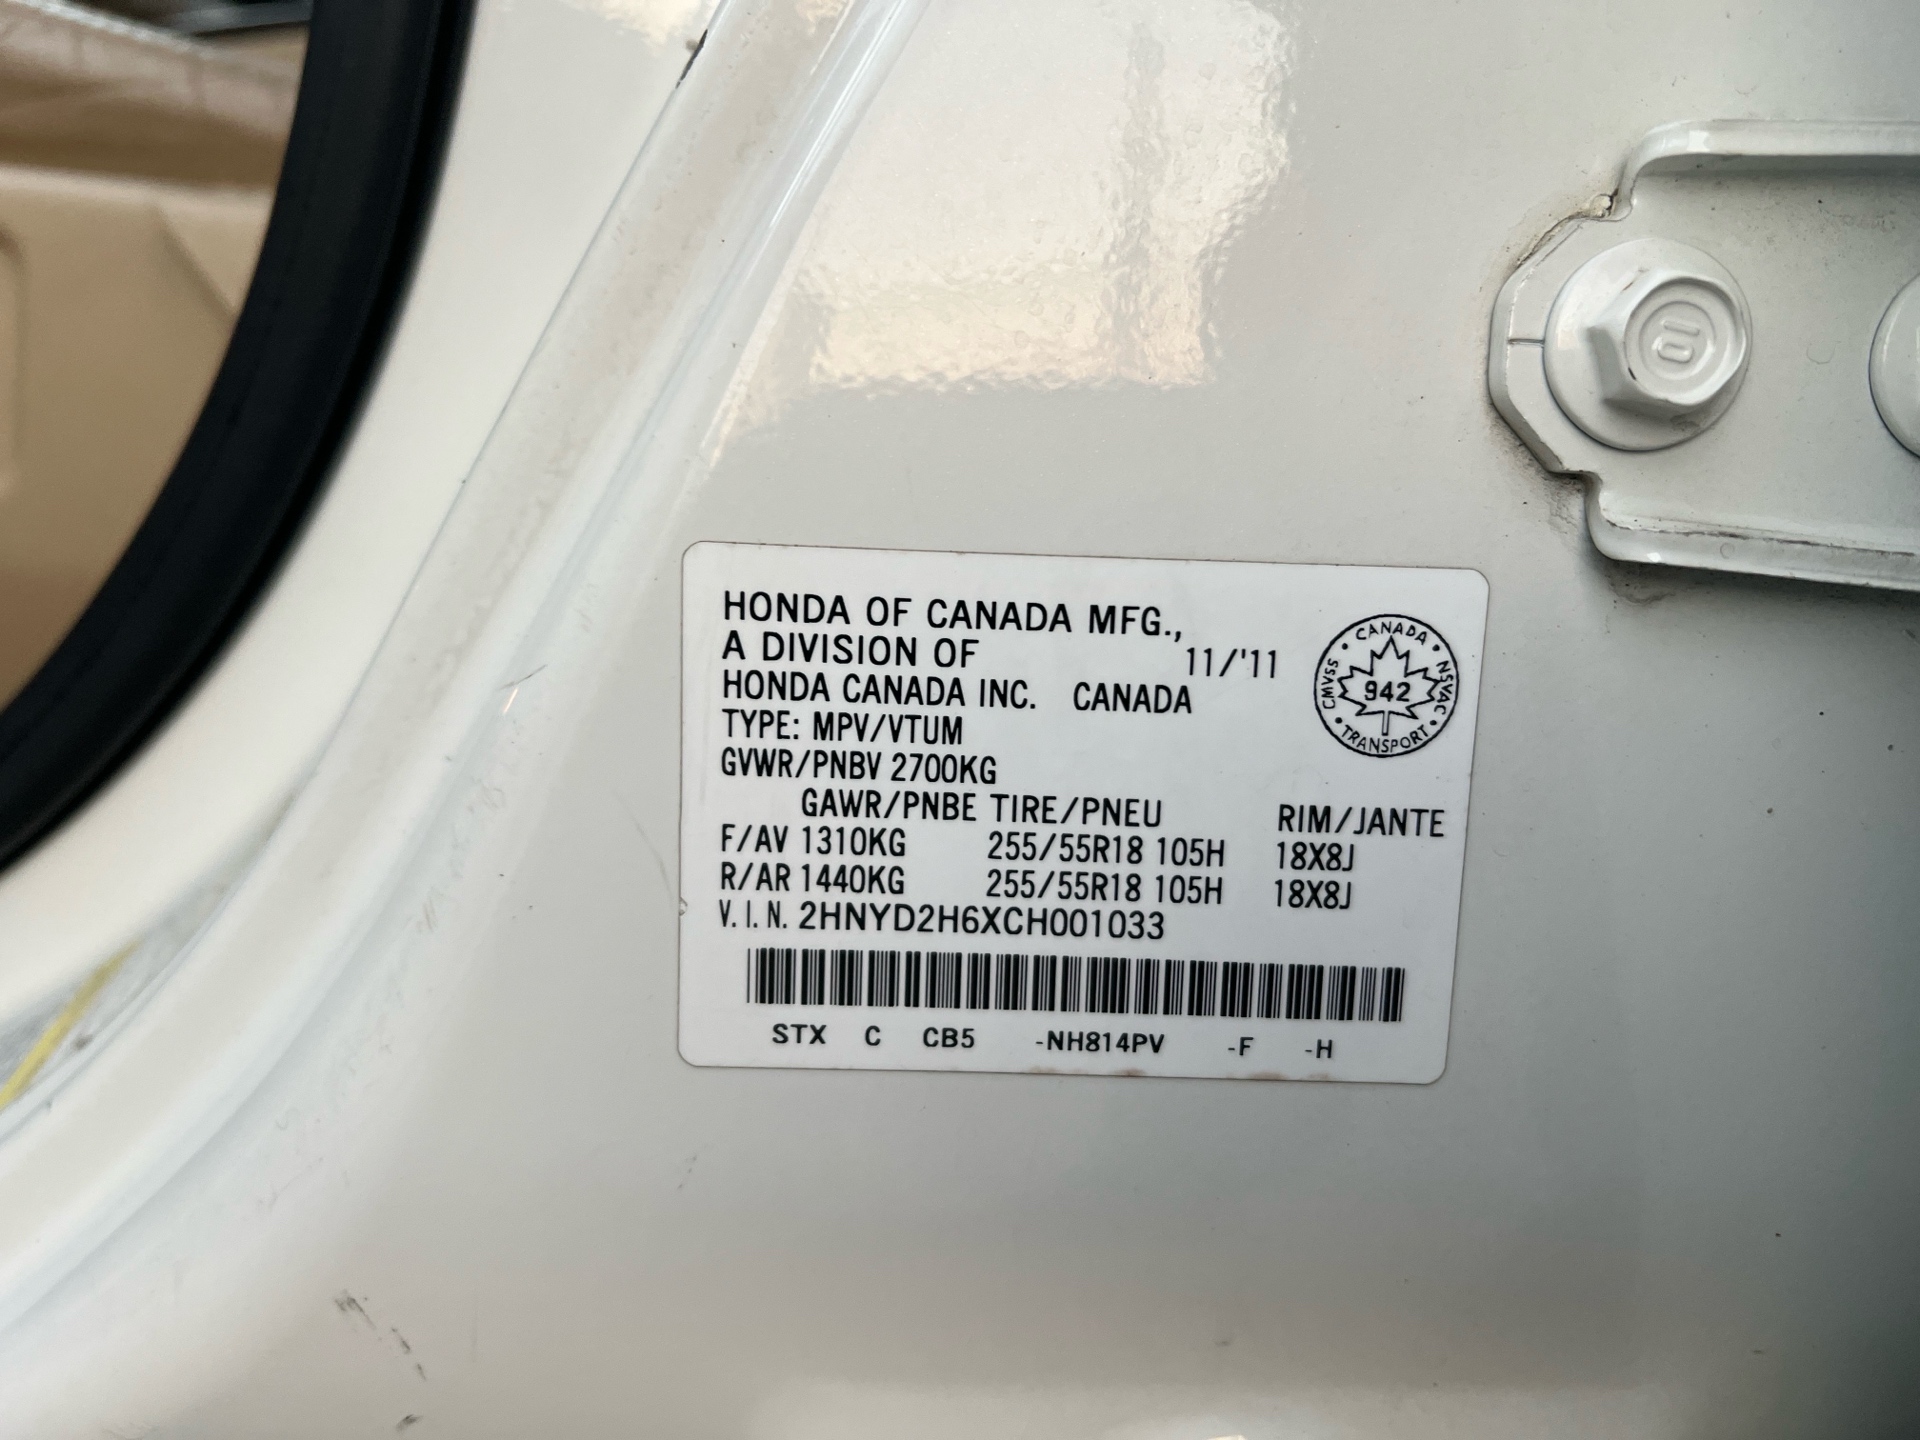 HONDA OF CANADA MFG.,
A DIVISION OF 11/'11
HONDA CANADA INC. CANADA
TYPE: MPV/VTUM
GVWR/PNBV 2700KG
GAWR/PNBE TIRE/PNEU RIM/JANTE
F/AV 1310KG 255/55R18 105H 18X8J
R/AR 1440KG 255/55R18 105H 18X8J
V.I.N. 2HNYD2H6XCH001033
STX C CB5 -NH814PV -F -H
CANADA
CMVSS • NSVAC
942
TRANSPORT
10